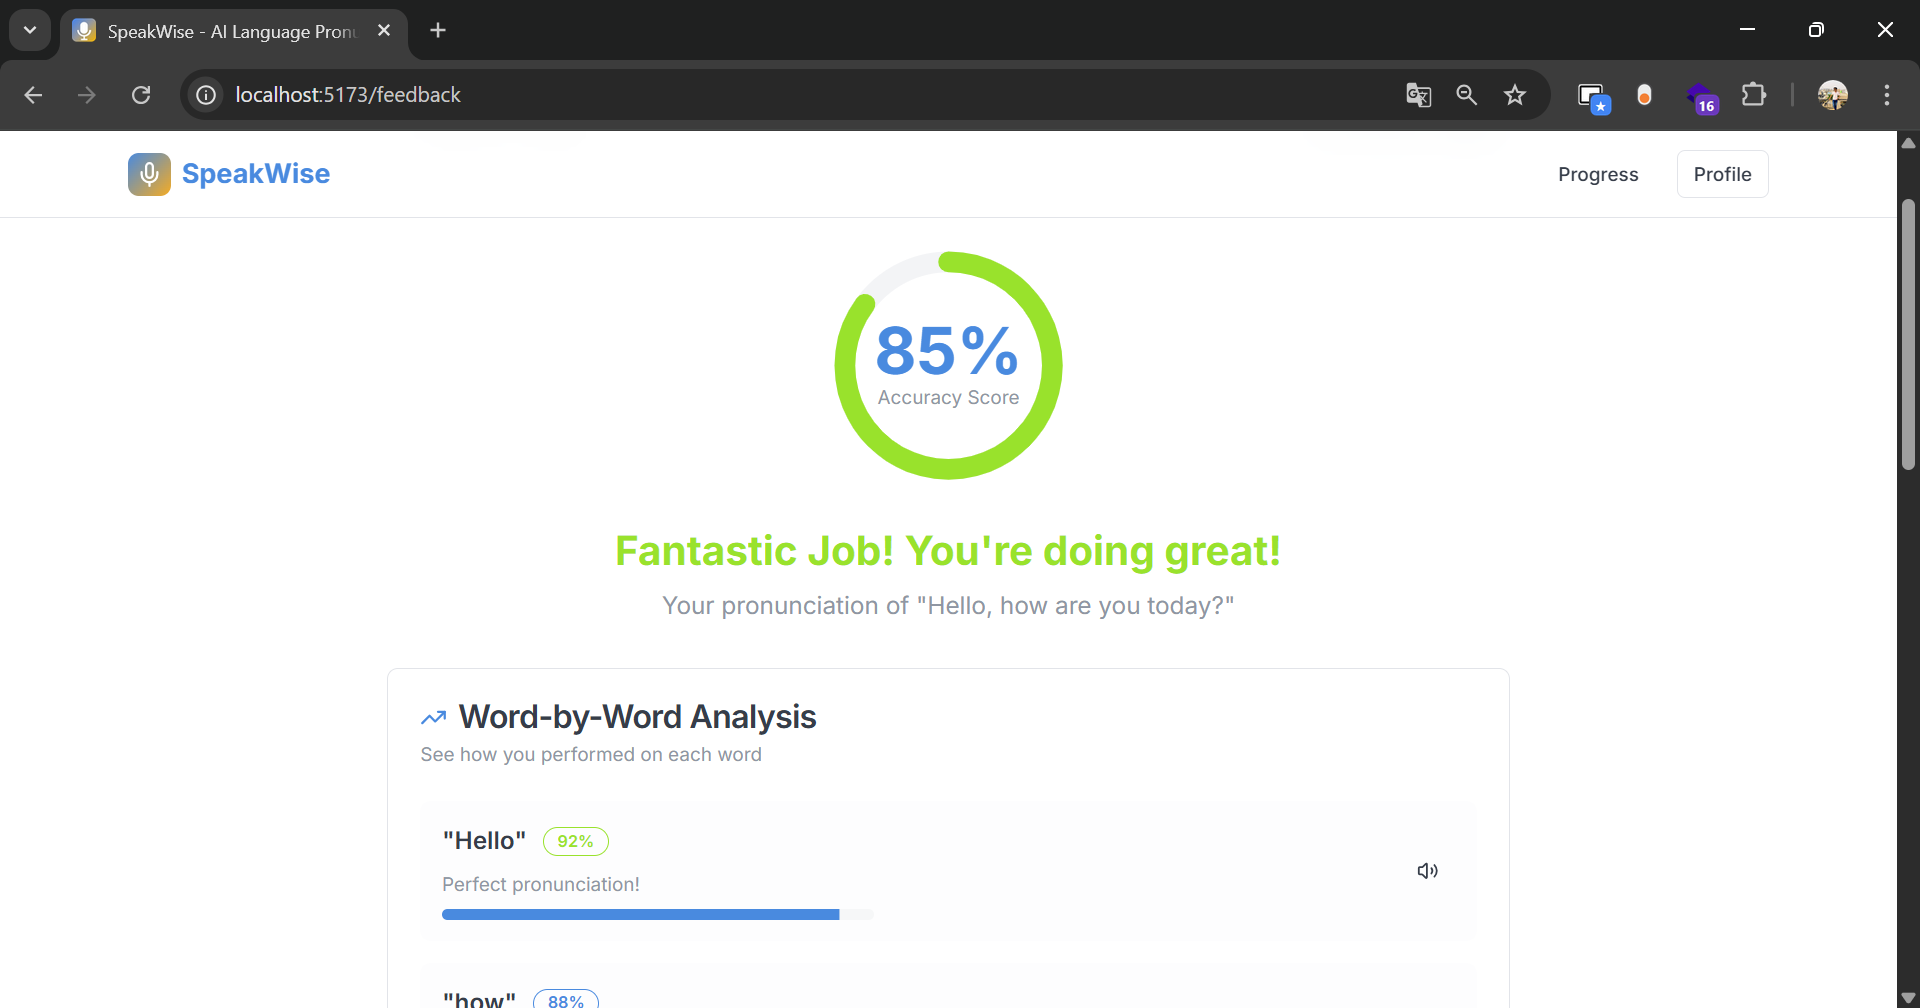 SpeakWise - AI Language Pron
localhost:5173/feedback
16
SpeakWise
Progress
Profile
85%
Accuracy Score
Fantastic Job! You're doing great!
Your pronunciation of "Hello, how are you today?"
Word-by-Word Analysis
See how you performed on each word
"Hello" 92%
Perfect pronunciation!
"how" 88%